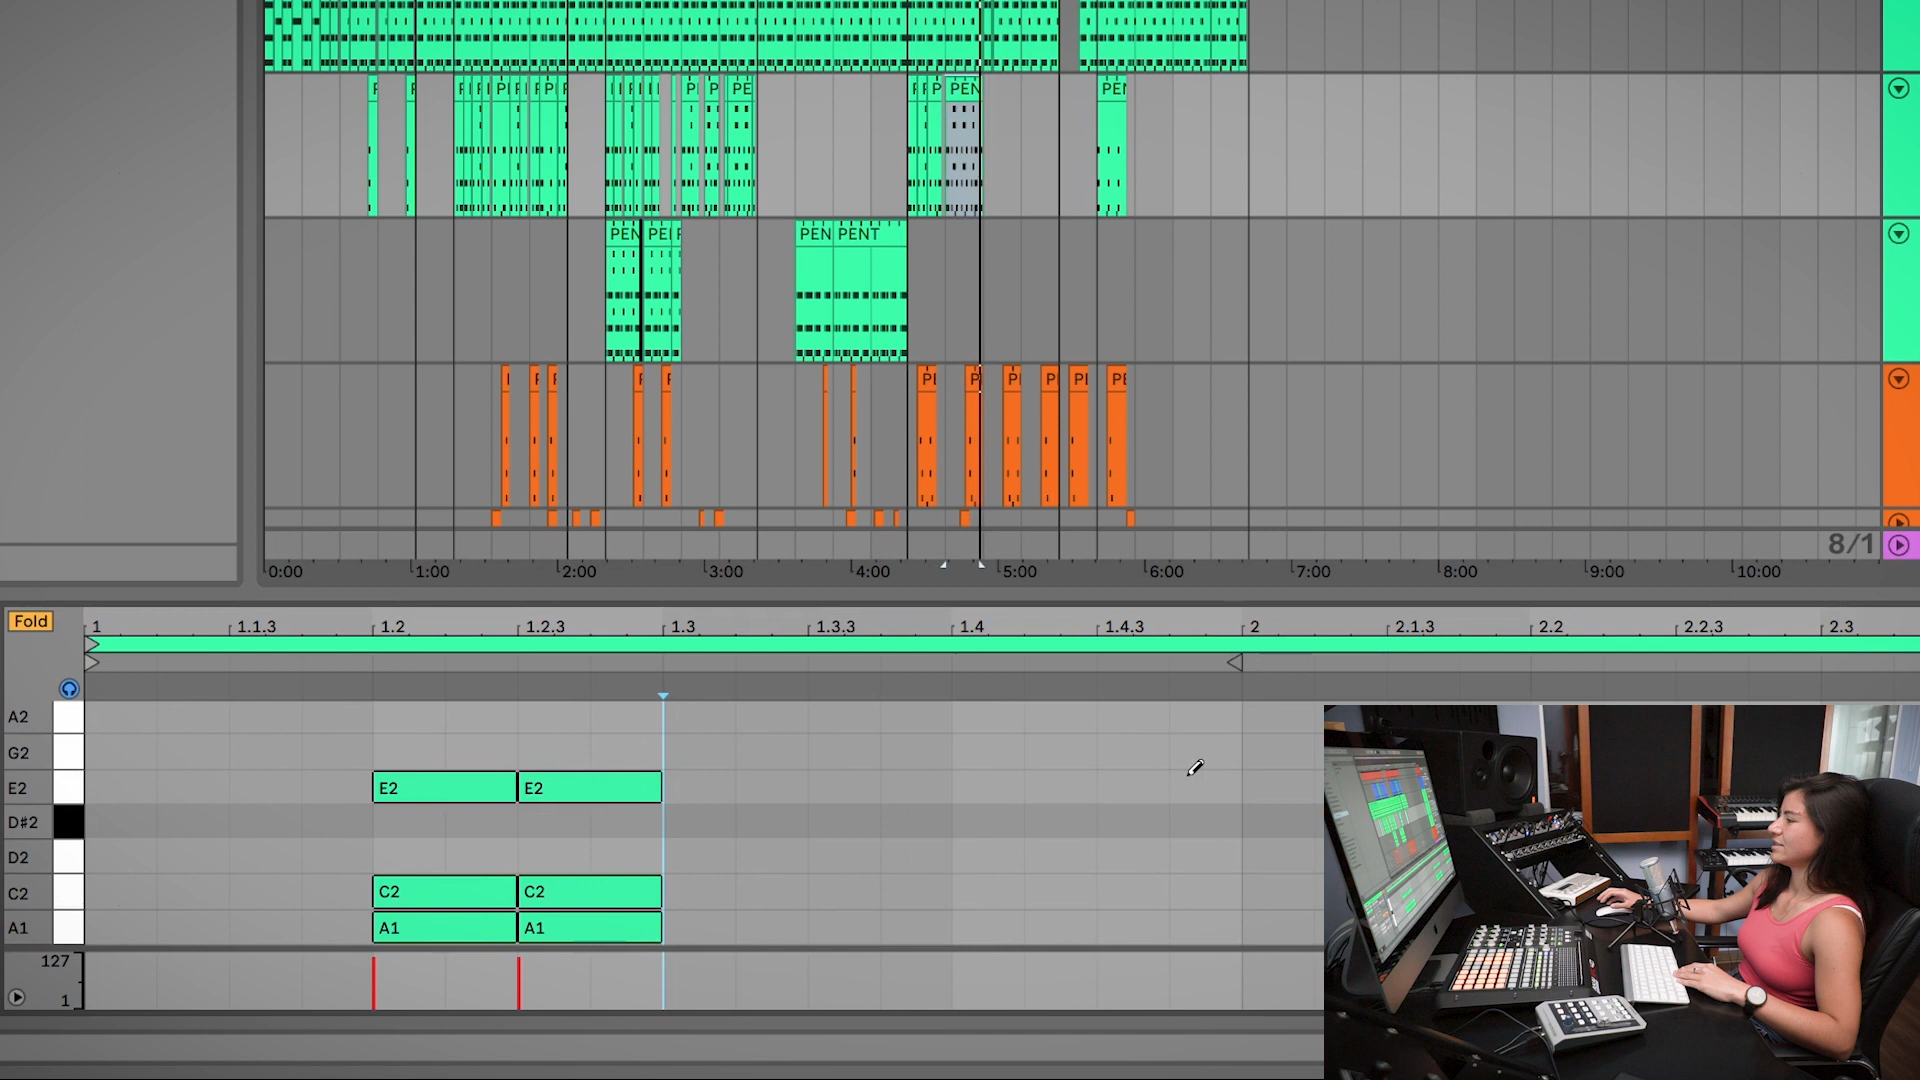 F F F F P F F P P F I F I F I I P P PE F F P PEN PEN
PEN PE F PEN PENT
I F F F F P P P P P PE
8/1
0:00 1:00 2:00 3:00 4:00 5:00 6:00 7:00 8:00 9:00 10:00
Fold 1 1.1.3 1.2 1.2.3 1.3 1.3.3 1.4 1.4.3 2 2.1.3 2.2 2.2.3 2.3
A2
G2
E2 E2 E2
D#2
D2
C2 C2 C2
A1 A1 A1
127
1